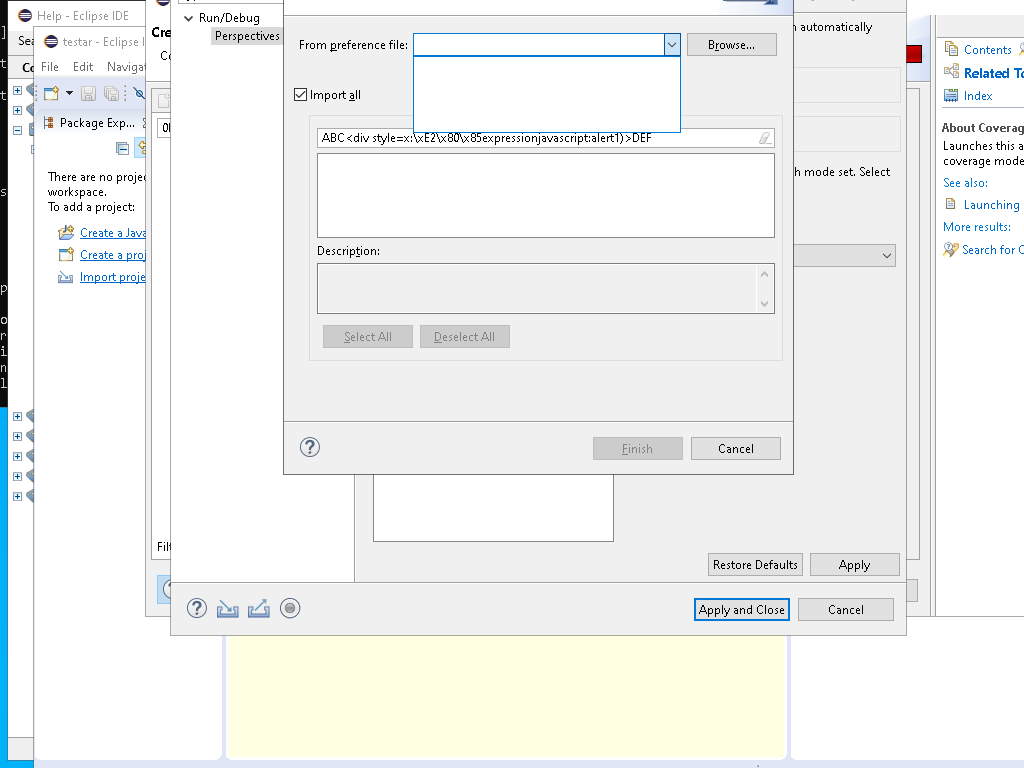 Help - Eclipse IDE
testar - Eclipse I
File Edit Navigat
Package Exp...
There are no proje
workspace.
To add a project:
Create a Java
Create a proj
Import proje
Cre
Run/Debug
Perspectives
From preference file:
Browse...
Import all
ABC<div style=x:\xE2\x80\x85expressionjavascript:alert1)>DEF
Description:
Select All
Deselect All
Finish
Cancel
automatically
h mode set. Select
Restore Defaults
Apply
Apply and Close
Cancel
Contents
Related To
Index
About Coverag
Launches this a
coverage mode
See also:
Launching
More results:
Search for C